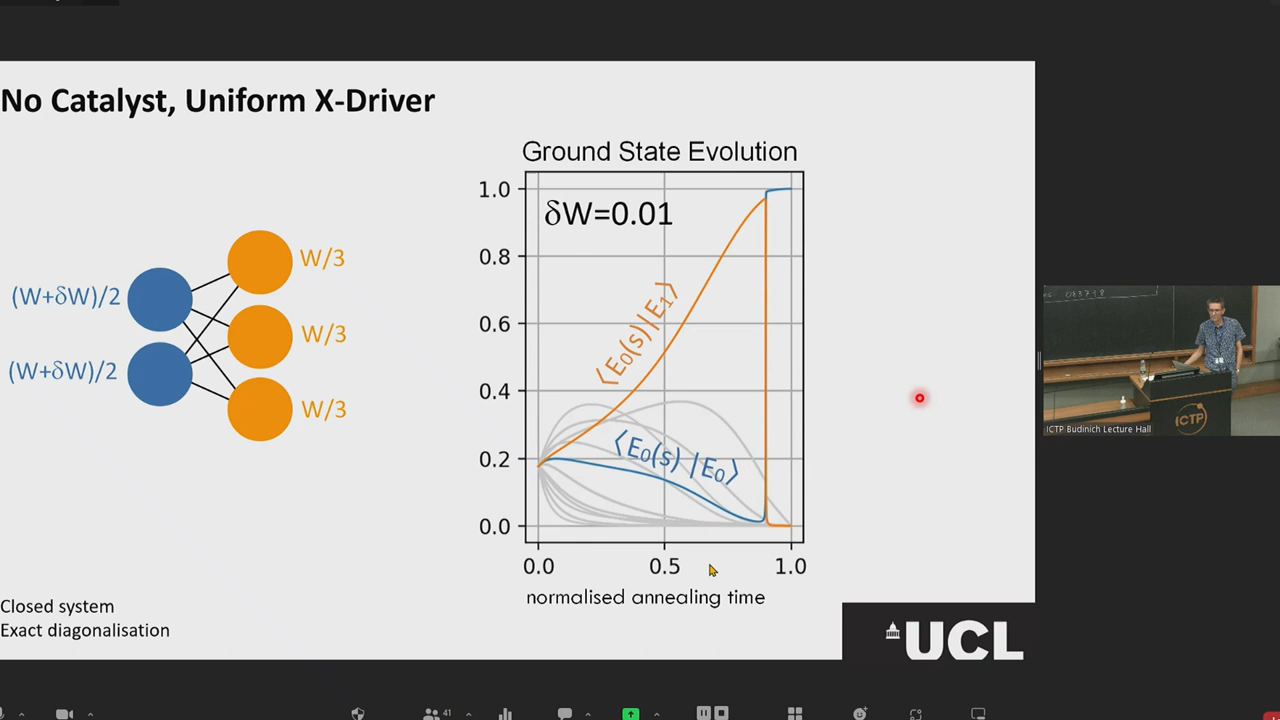 No Catalyst, Uniform X-Driver
Ground State Evolution
δW=0.01
1.0
0.8
0.6
0.4
0.2
0.0
0.0
0.5
1.0
normalised annealing time
⟨E₀(s)|E₁⟩
⟨E₀(s) |E₀⟩
(W+δW)/2
(W+δW)/2
W/3
W/3
W/3
Closed system
Exact diagonalisation
UCL
ICTP
ICTP Budinich Lecture Hall
41